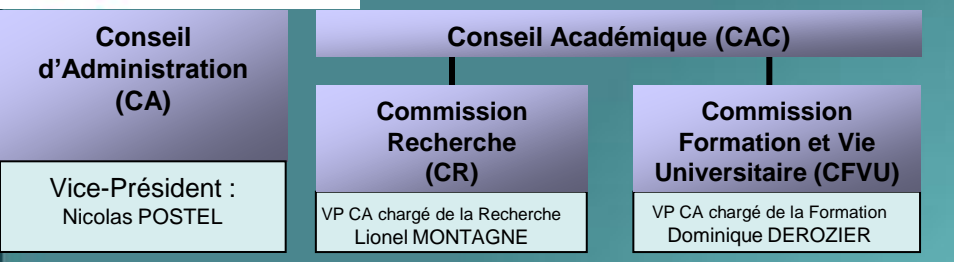 Conseil
d'Administration
(CA)
Vice-Président :
Nicolas POSTEL
Conseil Académique (CAC)
Commission
Recherche
(CR)
VP CA chargé de la Recherche
Lionel MONTAGNE
Commission
Formation et Vie
Universitaire (CFVU)
VP CA chargé de la Formation
Dominique DEROZIER